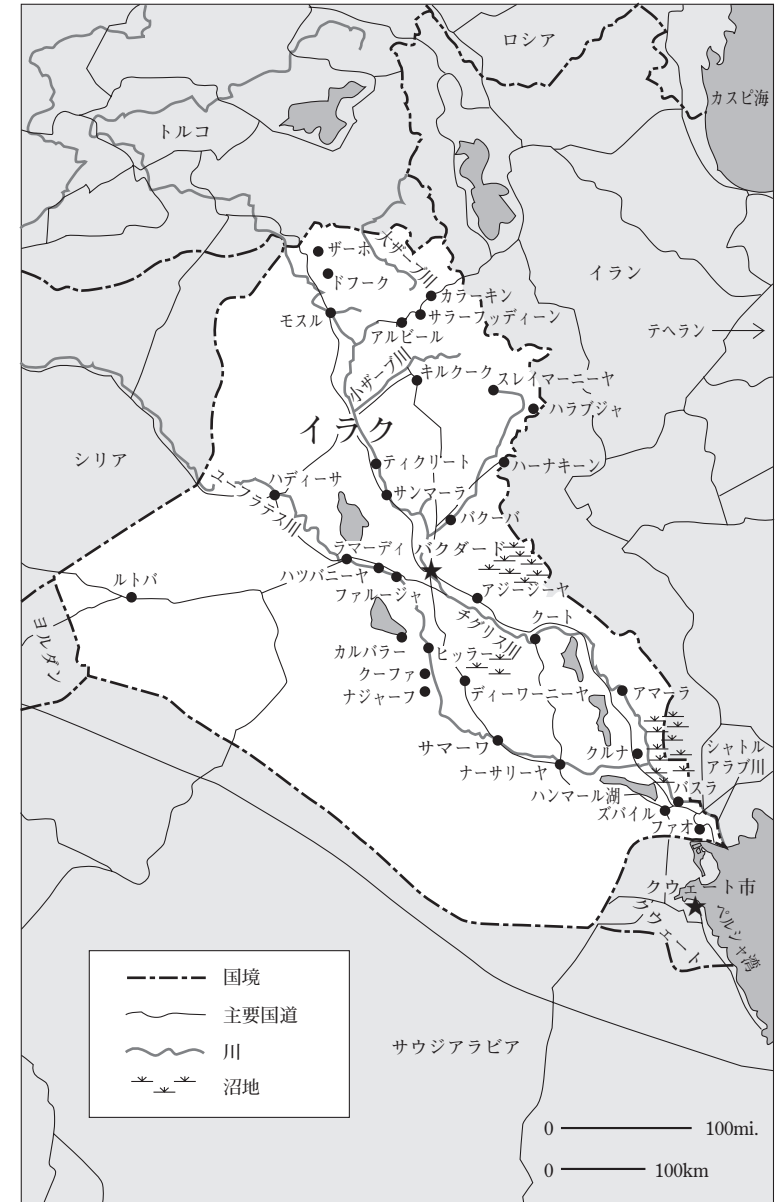 ロシア
カスピ海
トルコ
ザーホ
大ザーブ川
ドフーク
イラン
カラーキン
モスル
サラーフッディーン
アルビール
テヘラン
小ザーブ川
キルクーク
スレイマーニーヤ
ハラブジャ
イラク
シリア
ティクリート
ハーナキーン
ユーフラテス川
ハディーサ
サンマーラ
バクーバ
ラマーディ
バクダード
ルトバ
ハツバニーヤ
ファルージャ
アジージーヤ
チグリス川
クート
ヨルダン
カルバラー
ヒッラー
クーファ
ナジャーフ
ディーワーニーヤ
アマーラ
サマーワ
クルナ
シャトル
アラブ川
ナーサリーヤ
ハンマール湖
バスラ
ズバイル
ファオ
クウェート市
クウェート
ペルシャ湾
国境
主要国道
川
沼地
サウジアラビア
0 100mi.
0 100km